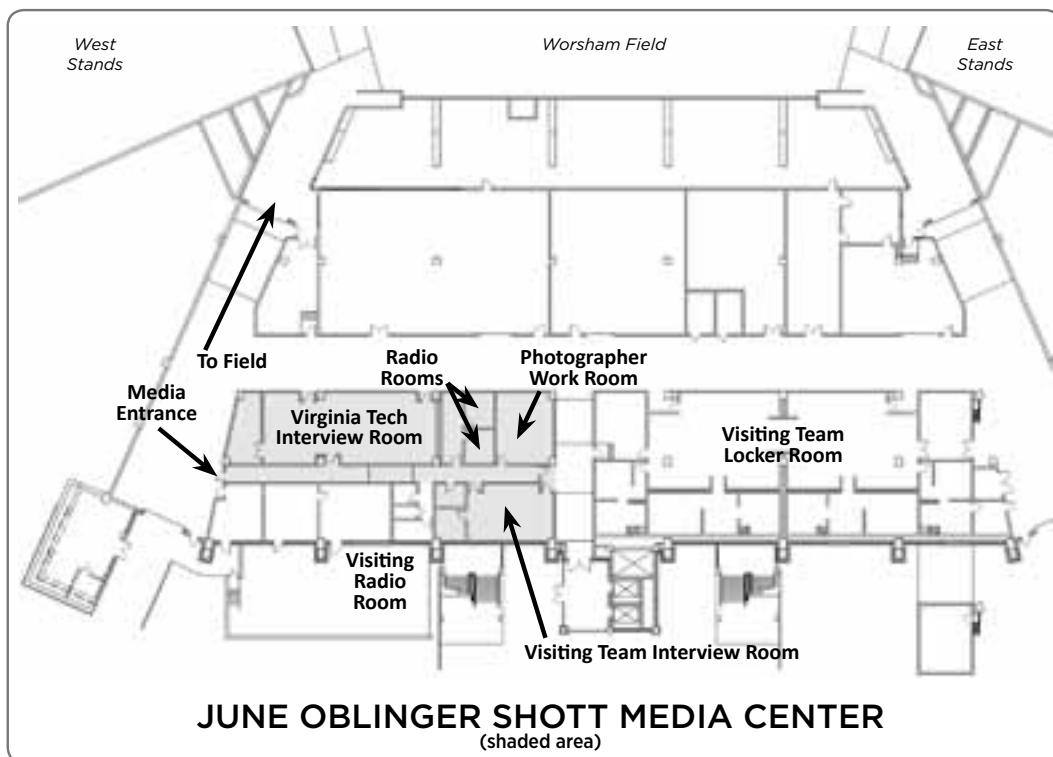 West
Stands
Worsham Field
East
Stands
To Field
Media
Entrance
Radio
Rooms
Photographer
Work Room
Virginia Tech
Interview Room
Visiting Team
Locker Room
Visiting
Radio
Room
Visiting Team Interview Room
JUNE OBLINGER SHOTT MEDIA CENTER
(shaded area)